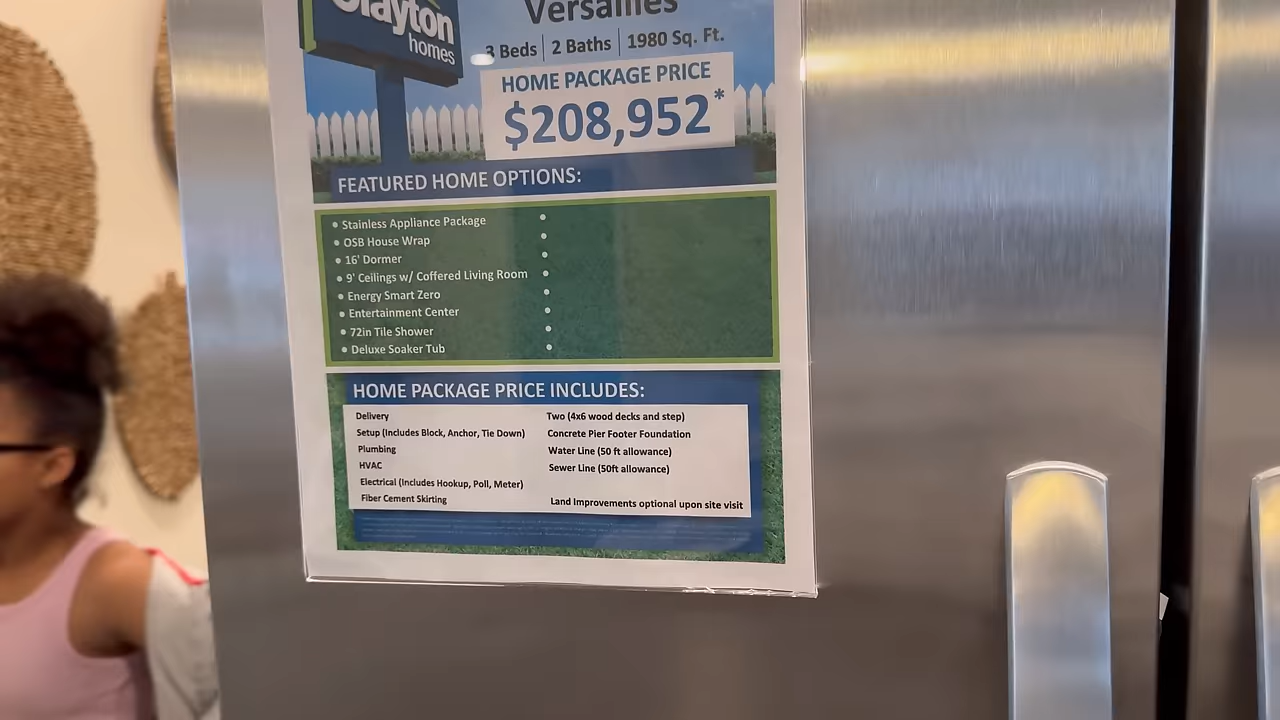 Clayton
homes
Versailles
3 Beds | 2 Baths | 1980 Sq. Ft.
HOME PACKAGE PRICE
$208,952*
FEATURED HOME OPTIONS:
• Stainless Appliance Package
• OSB House Wrap
• 16' Dormer
• 9' Ceilings w/ Coffered Living Room
• Energy Smart Zero
• Entertainment Center
• 72in Tile Shower
• Deluxe Soaker Tub
HOME PACKAGE PRICE INCLUDES:
Delivery
Setup (Includes Block, Anchor, Tie Down)
Plumbing
HVAC
Electrical (Includes Hookup, Poll, Meter)
Fiber Cement Skirting
Two (4x6 wood decks and step)
Concrete Pier Footer Foundation
Water Line (50 ft allowance)
Sewer Line (50ft allowance)
Land Improvements optional upon site visit